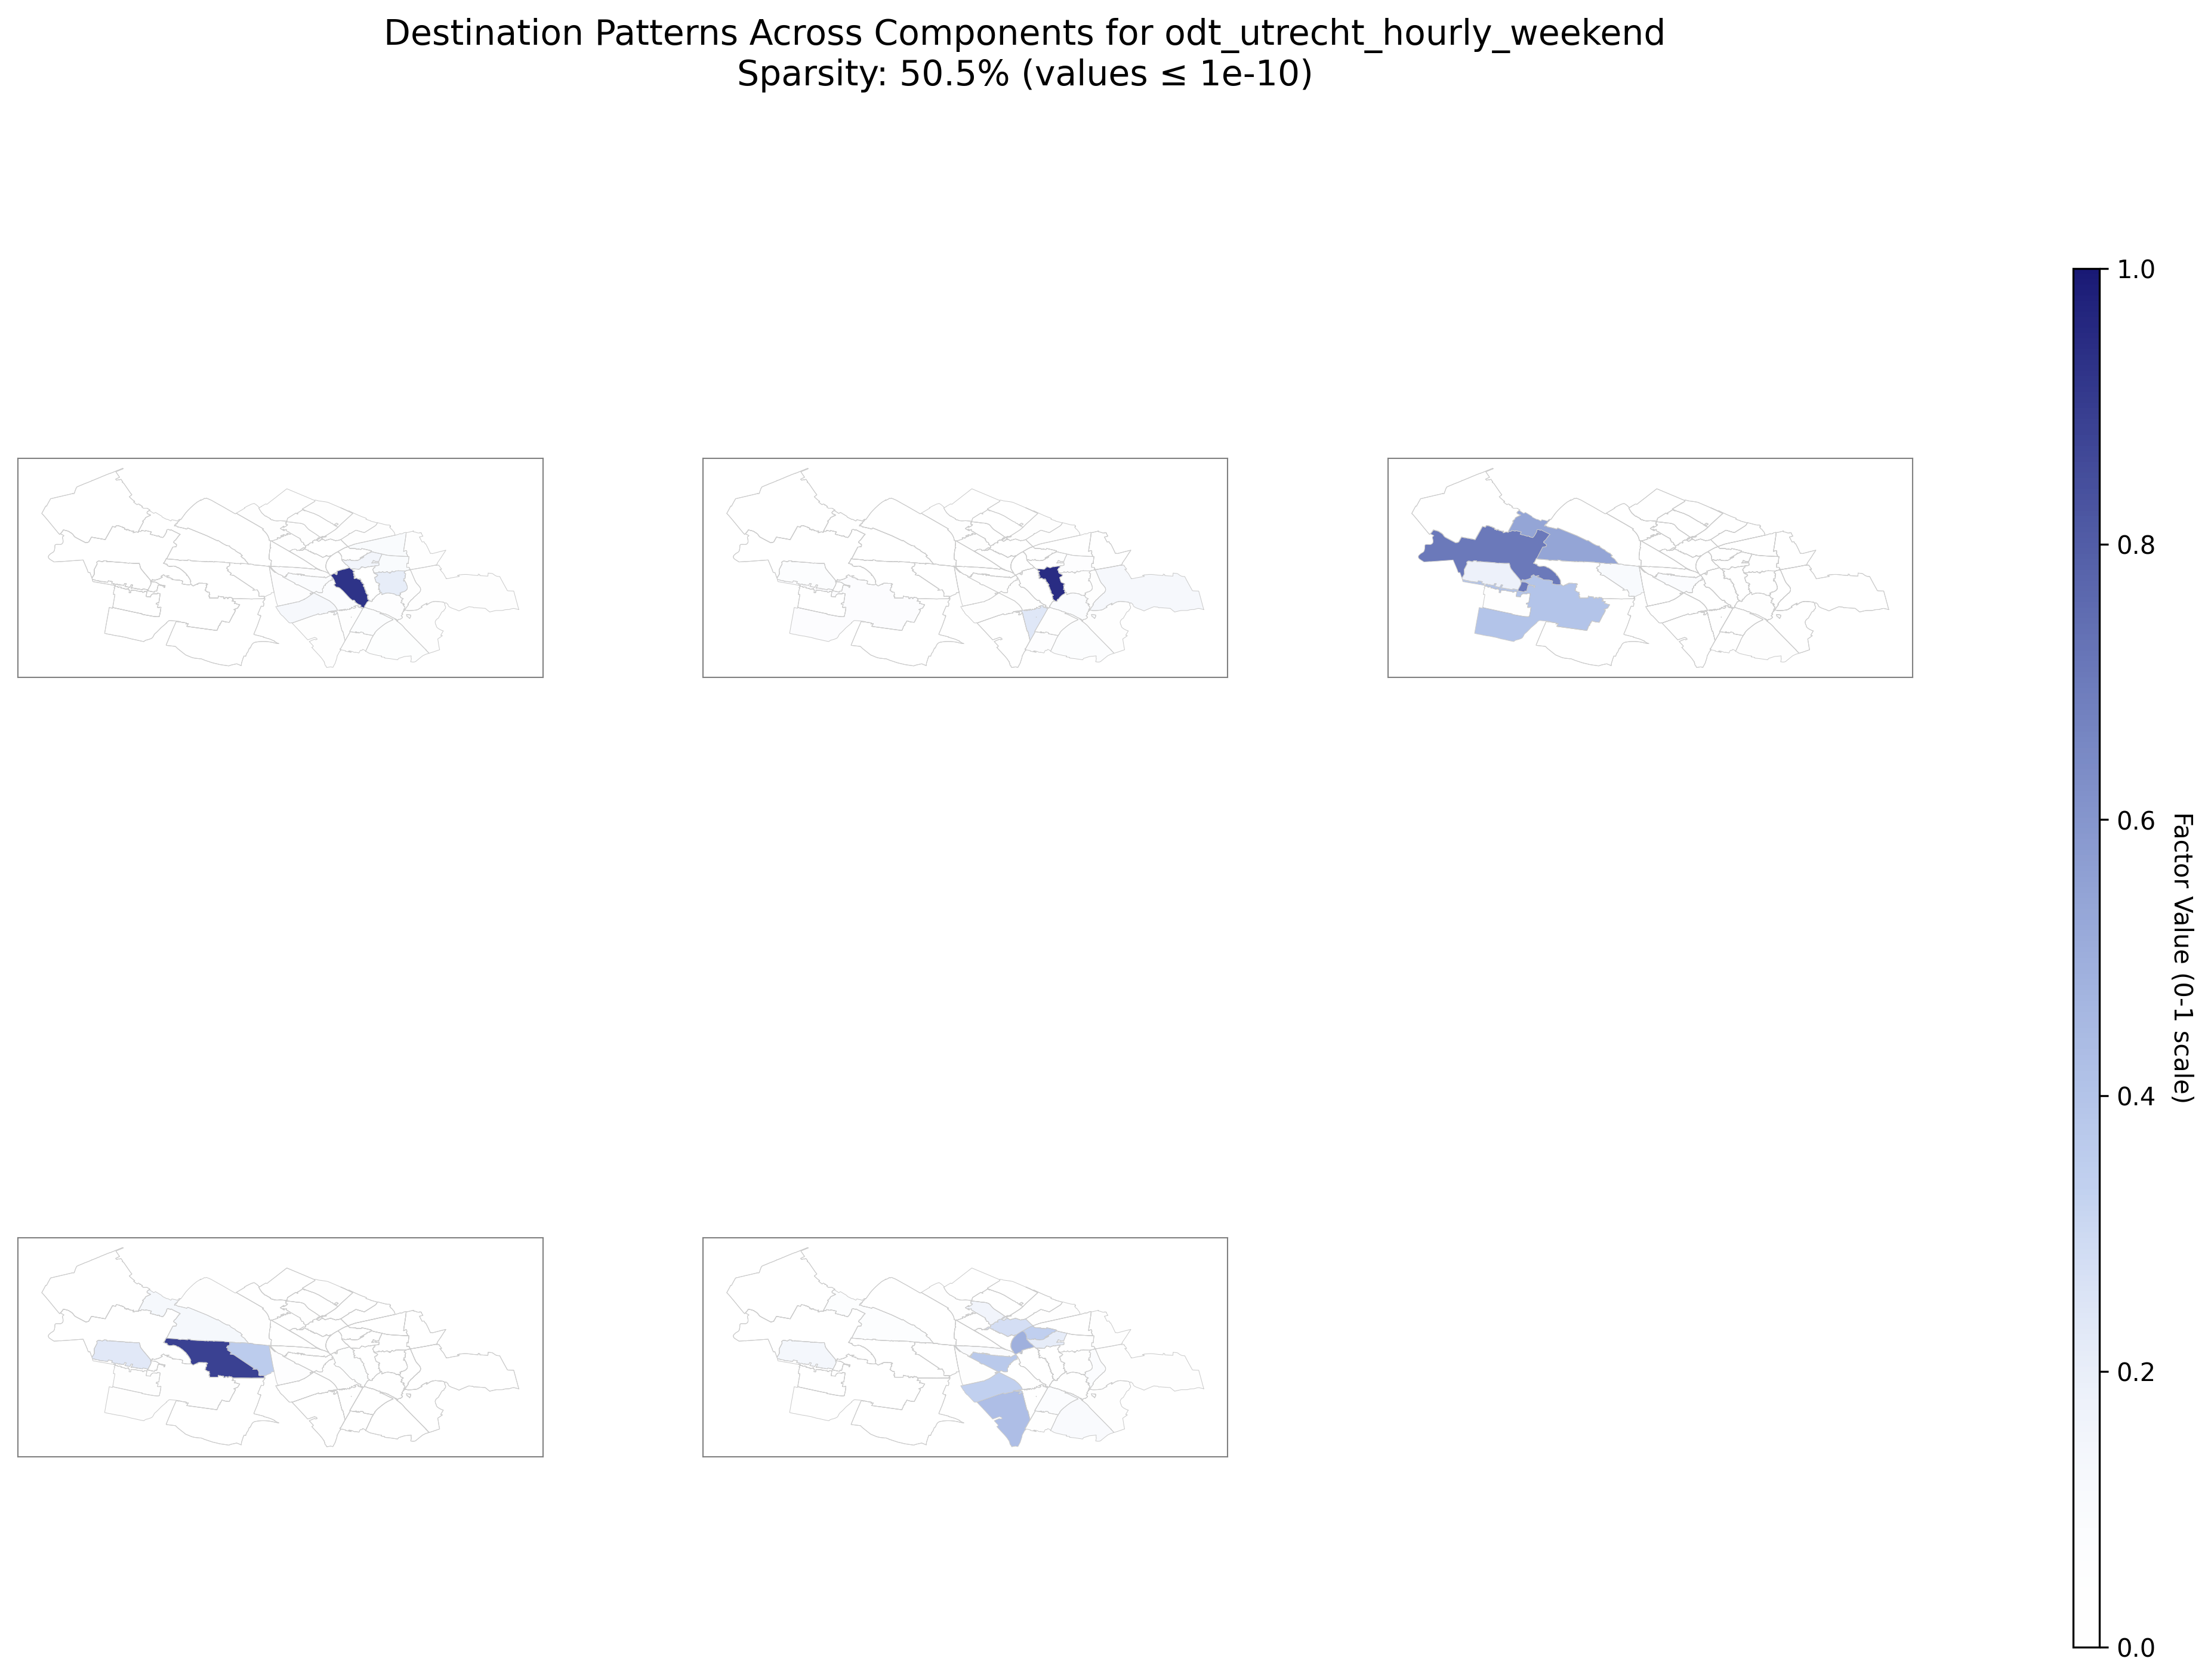 Destination Patterns Across Components for odt_utrecht_hourly_weekend
Sparsity: 50.5% (values ≤ 1e-10)
1.0
0.8
0.6
0.4
0.2
0.0
Factor Value (0-1 scale)